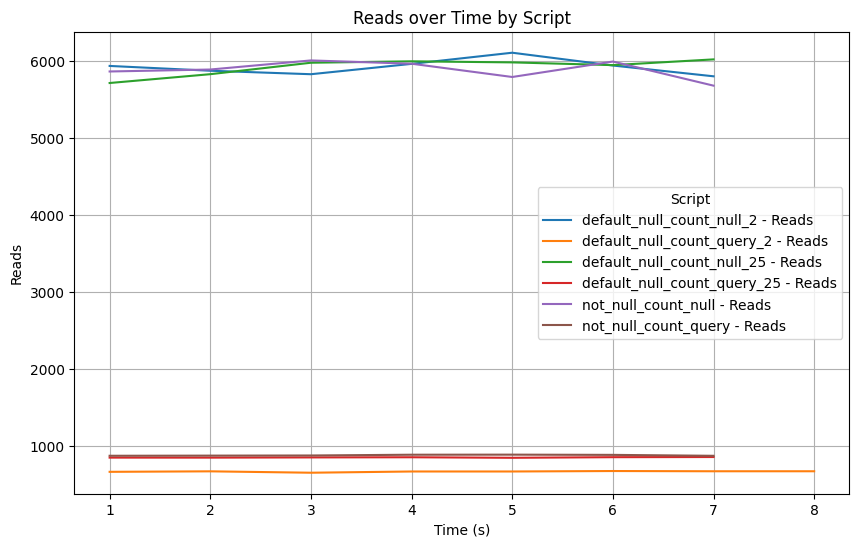 Reads over Time by Script
6000
5000
4000
3000
2000
1000
Reads
Script
default_null_count_null_2 - Reads
default_null_count_query_2 - Reads
default_null_count_null_25 - Reads
default_null_count_query_25 - Reads
not_null_count_null - Reads
not_null_count_query - Reads
1 2 3 4 5 6 7 8
Time (s)